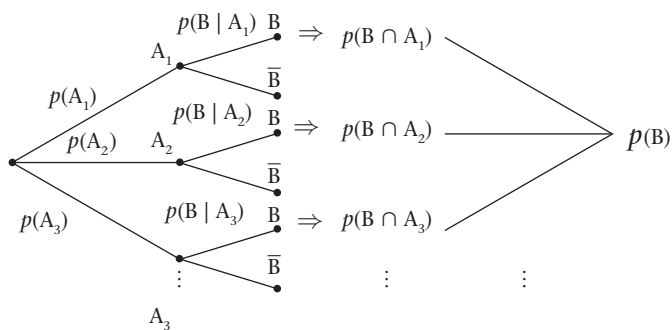 p(B | A₁) B ⇒ p(B ∩ A₁)
A₁
p(A₁) B̅
p(B | A₂) B ⇒ p(B ∩ A₂) p(B)
p(A₂) A₂
B̅
p(A₃) p(B | A₃) B ⇒ p(B ∩ A₃)
B̅
⋮ ⋮ ⋮
A₃